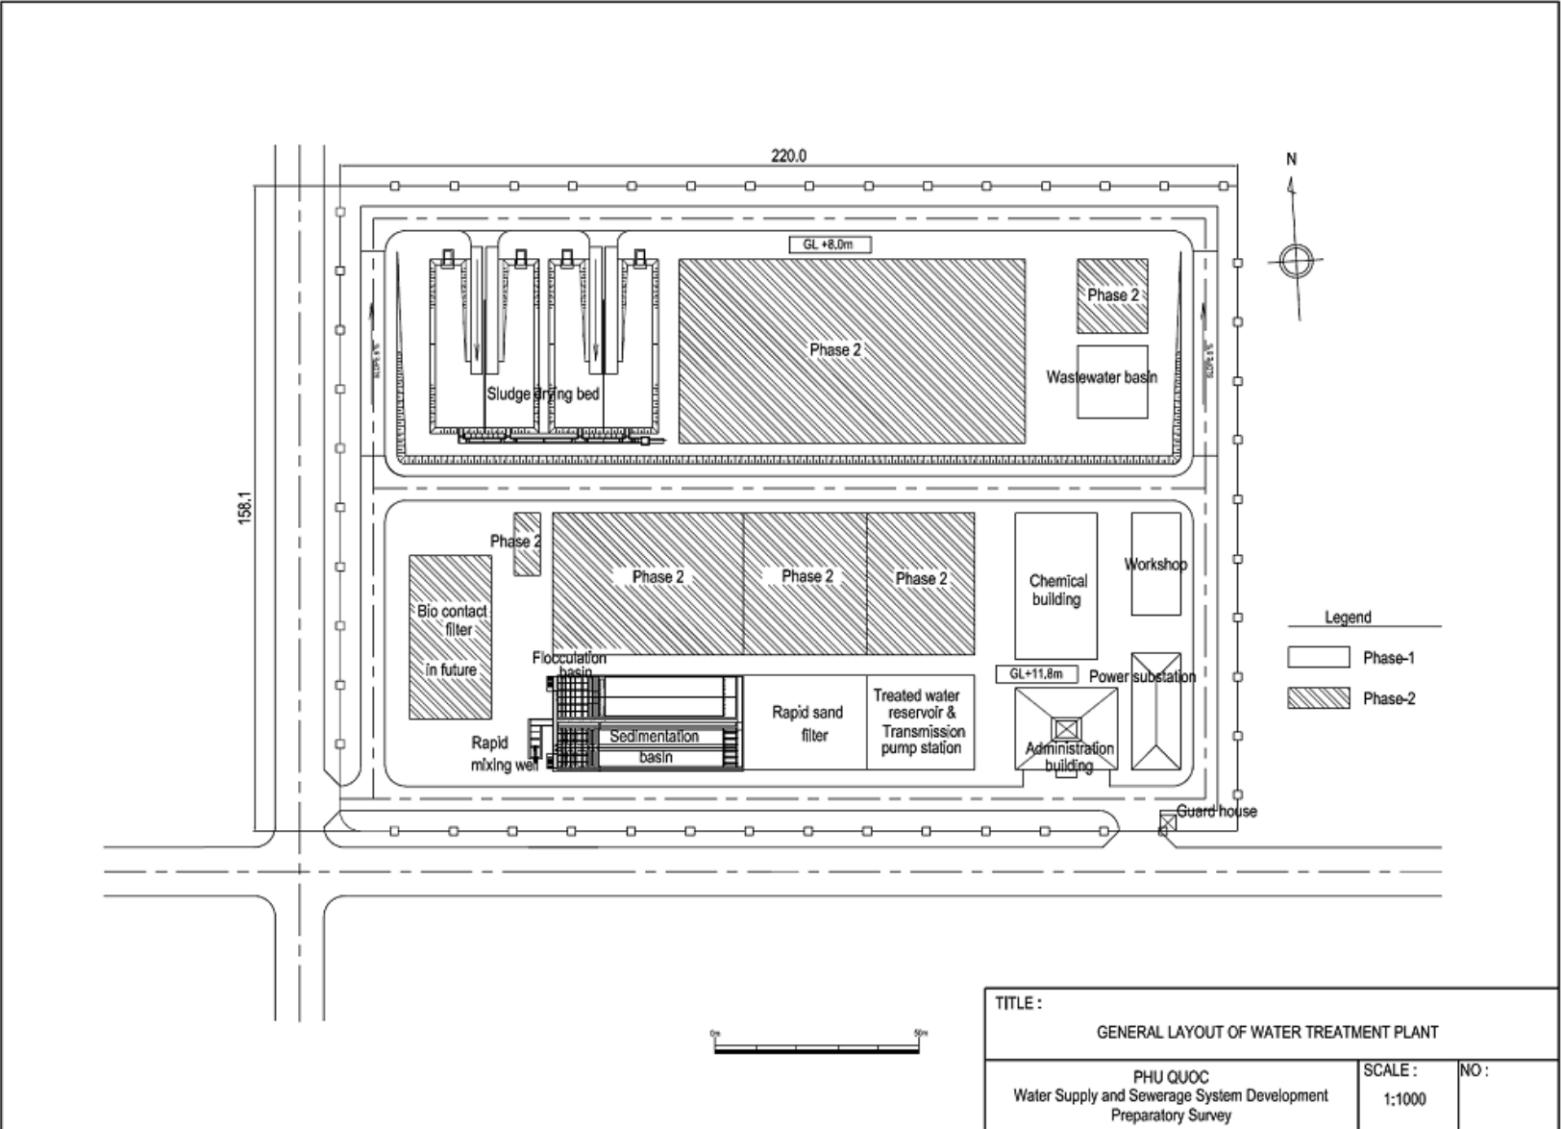 220.0
N
GL +8.0m
Phase 2
Phase 2
Wastewater basin
Sludge drying bed
158.1
Phase 2
Phase 2
Phase 2
Phase 2
Chemical
building
Workshop
Bio contact
filter
in future
Legend
Phase-1
Phase-2
Flocculation
basin
GL+11.8m
Power substation
Rapid
mixing well
Sedimentation
basin
Rapid sand
filter
Treated water
reservoir &
Transmission
pump station
Administration
building
Guard house
0m
50m
TITLE :
GENERAL LAYOUT OF WATER TREATMENT PLANT
PHU QUOC
Water Supply and Sewerage System Development
Preparatory Survey
SCALE :
1:1000
NO :